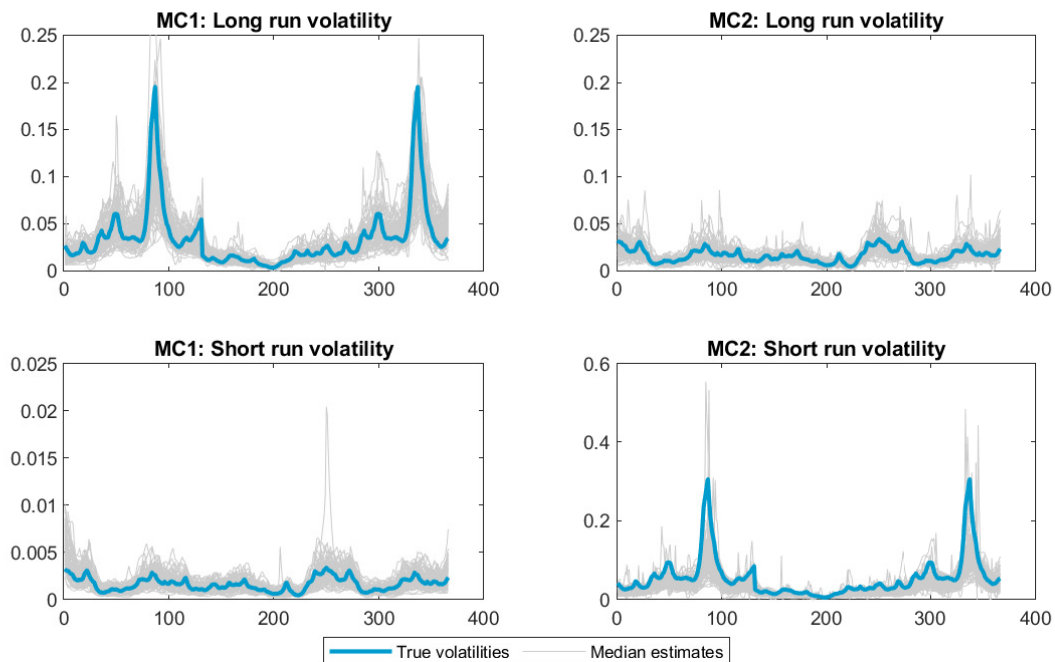 MC1: Long run volatility
0.25
0.2
0.15
0.1
0.05
0
0 100 200 300 400
MC2: Long run volatility
0.25
0.2
0.15
0.1
0.05
0
0 100 200 300 400
MC1: Short run volatility
0.025
0.02
0.015
0.01
0.005
0
0 100 200 300 400
MC2: Short run volatility
0.6
0.4
0.2
0
0 100 200 300 400
True volatilities Median estimates